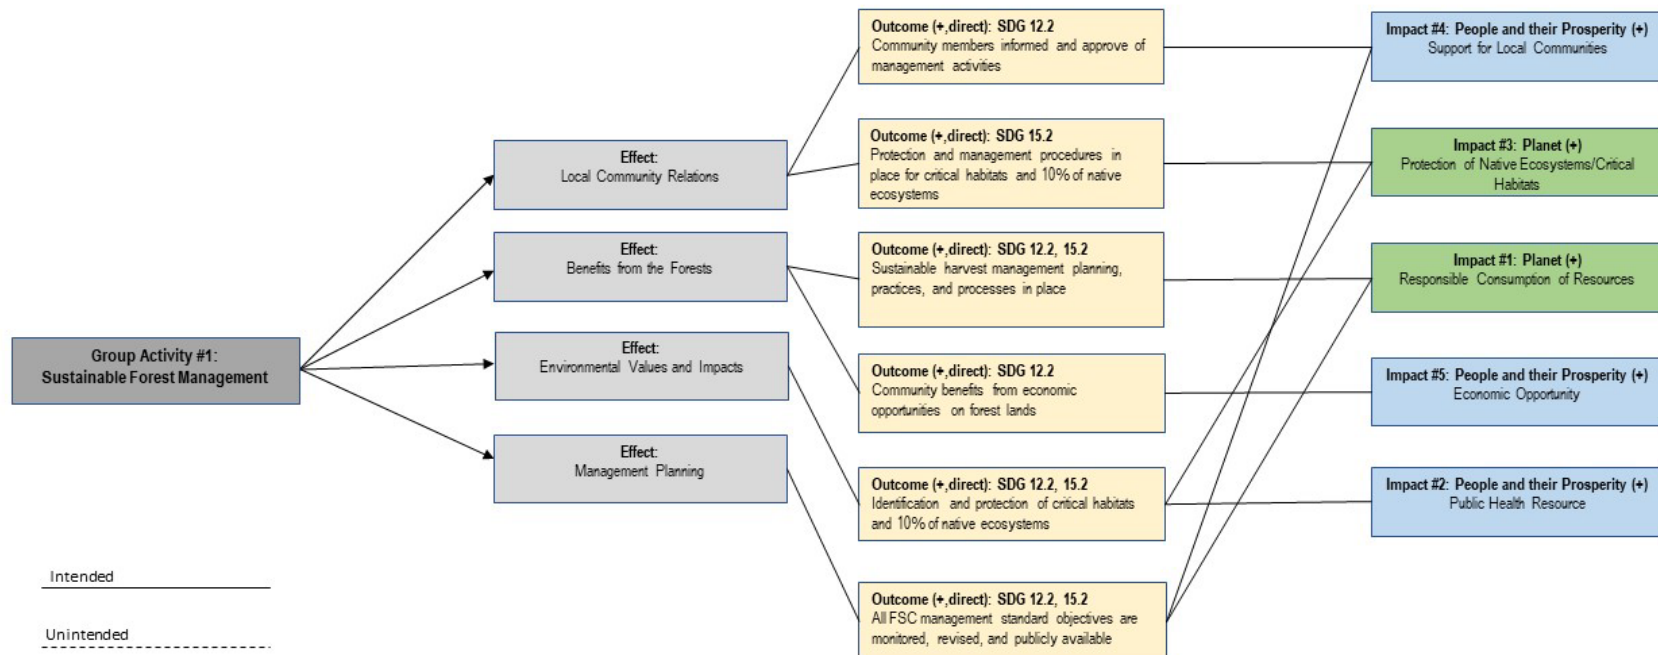 Group Activity #1:
Sustainable Forest Management
Effect:
Local Community Relations
Effect:
Benefits from the Forests
Effect:
Environmental Values and Impacts
Effect:
Management Planning
Outcome (+,direct): SDG 12.2
Community members informed and approve of
management activities
Outcome (+,direct): SDG 15.2
Protection and management procedures in
place for critical habitats and 10% of native
ecosystems
Outcome (+,direct): SDG 12.2, 15.2
Sustainable harvest management planning,
practices, and processes in place
Outcome (+,direct): SDG 12.2
Community benefits from economic
opportunities on forest lands
Outcome (+,direct): SDG 12.2, 15.2
Identification and protection of critical habitats
and 10% of native ecosystems
Outcome (+,direct): SDG 12.2, 15.2
All FSC management standard objectives are
monitored, revised, and publicly available
Impact #4: People and their Prosperity (+)
Support for Local Communities
Impact #3: Planet (+)
Protection of Native Ecosystems/Critical
Habitats
Impact #1: Planet (+)
Responsible Consumption of Resources
Impact #5: People and their Prosperity (+)
Economic Opportunity
Impact #2: People and their Prosperity (+)
Public Health Resource
Intended
Unintended